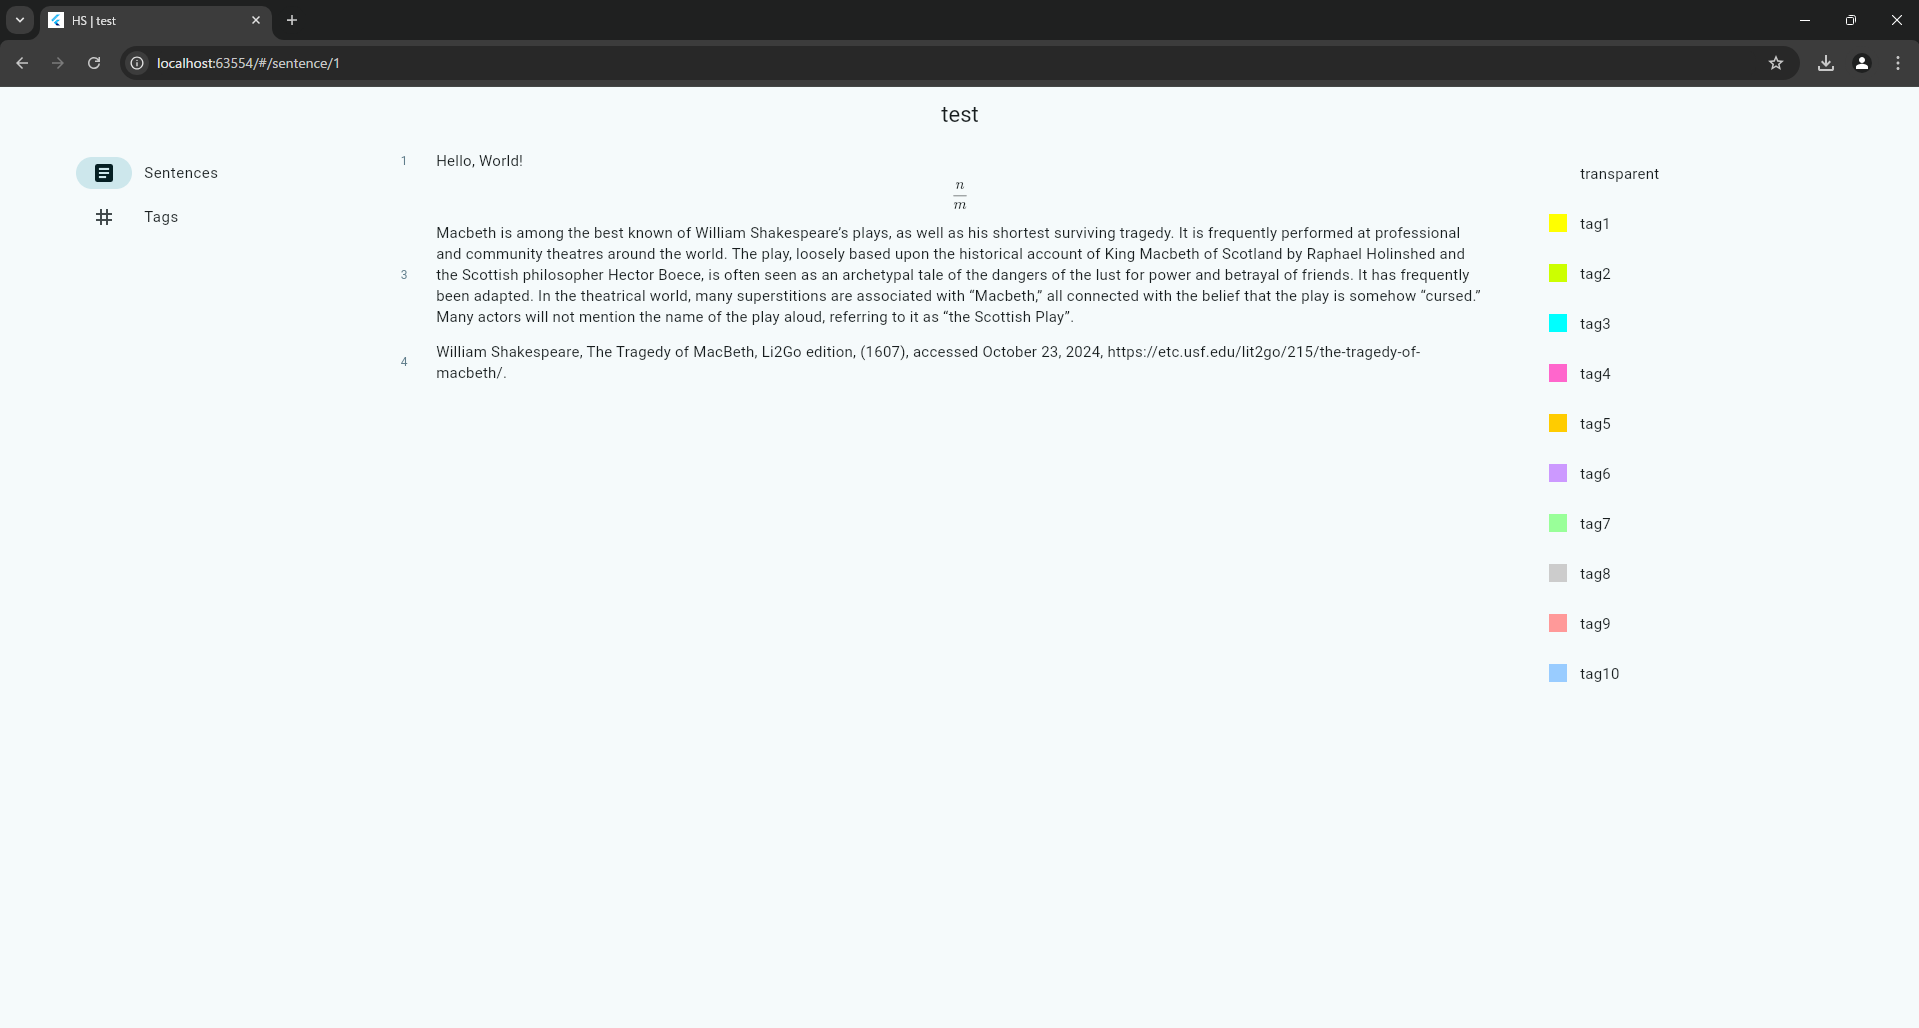 HS | test
localhost:63554/#/sentence/1
test
Sentences
Tags
1 Hello, World!
n
m
Macbeth is among the best known of William Shakespeare’s plays, as well as his shortest surviving tragedy. It is frequently performed at professional
and community theatres around the world. The play, loosely based upon the historical account of King Macbeth of Scotland by Raphael Holinshed and
3 the Scottish philosopher Hector Boece, is often seen as an archetypal tale of the dangers of the lust for power and betrayal of friends. It has frequently
been adapted. In the theatrical world, many superstitions are associated with “Macbeth,” all connected with the belief that the play is somehow “cursed.”
Many actors will not mention the name of the play aloud, referring to it as “the Scottish Play”.
4 William Shakespeare, The Tragedy of MacBeth, Li2Go edition, (1607), accessed October 23, 2024, https://etc.usf.edu/lit2go/215/the-tragedy-of-
macbeth/.
transparent
tag1
tag2
tag3
tag4
tag5
tag6
tag7
tag8
tag9
tag10